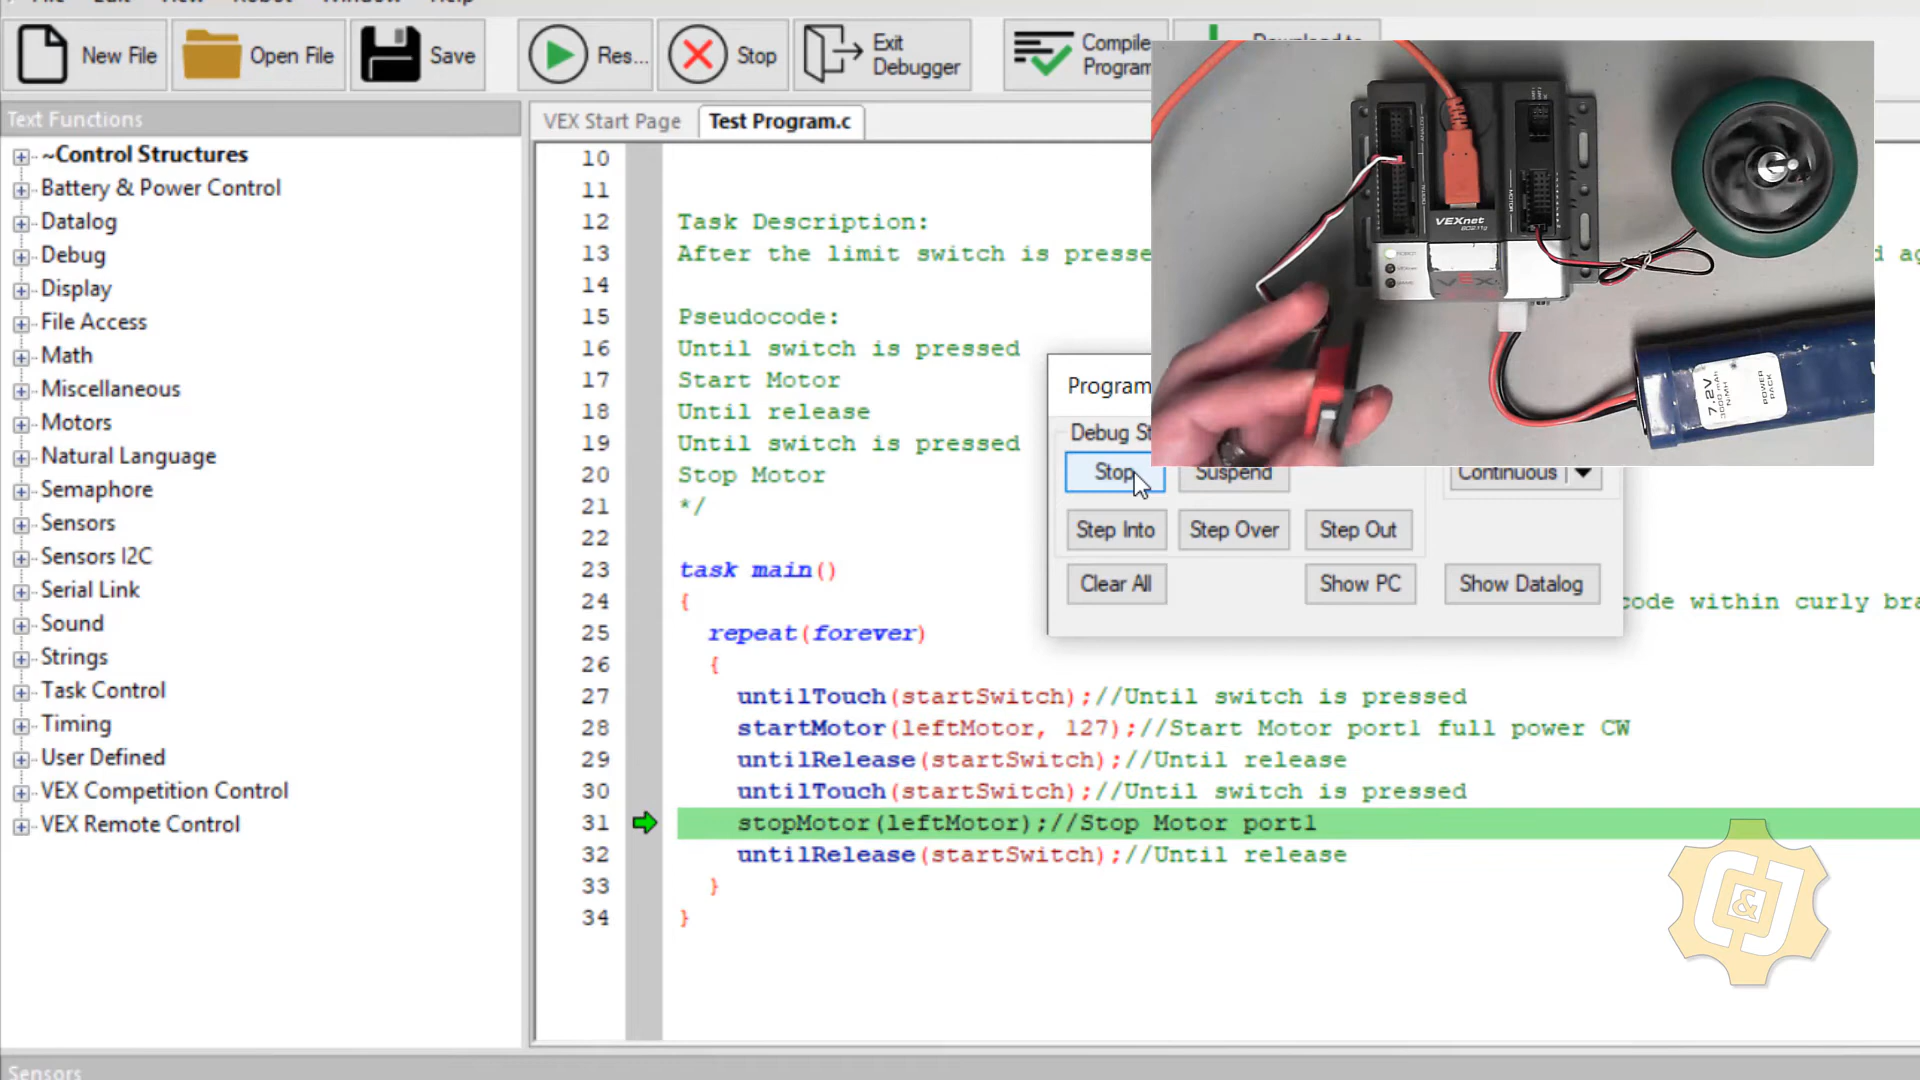 New File
Open File
Save
Res...
Stop
Exit
Debugger
Compile
Program
Text Functions
VEX Start Page
Test Program.c
~Control Structures
Battery & Power Control
Datalog
Debug
Display
File Access
Math
Miscellaneous
Motors
Natural Language
Semaphore
Sensors
Sensors I2C
Serial Link
Sound
Strings
Task Control
Timing
User Defined
VEX Competition Control
VEX Remote Control
10
11
12 Task Description:
13 After the limit switch is presse
14
15 Pseudocode:
16 Until switch is pressed
17 Start Motor
18 Until release
19 Until switch is pressed
20 Stop Motor
21 */
22
23 task main()
24 { code within curly bra
25 repeat(forever)
26 {
27 untilTouch(startSwitch);//Until switch is pressed
28 startMotor(leftMotor, 127);//Start Motor port1 full power CW
29 untilRelease(startSwitch);//Until release
30 untilTouch(startSwitch);//Until switch is pressed
31 stopMotor(leftMotor);//Stop Motor port1
32 untilRelease(startSwitch);//Until release
33 }
34 }
Program
Debug St
Stop
Suspend
Continuous
Step Into
Step Over
Step Out
Clear All
Show PC
Show Datalog
VEXnet
VEX
7.2V
3000 mAh
NiMH
POWER
PACK
C&J
Sensors